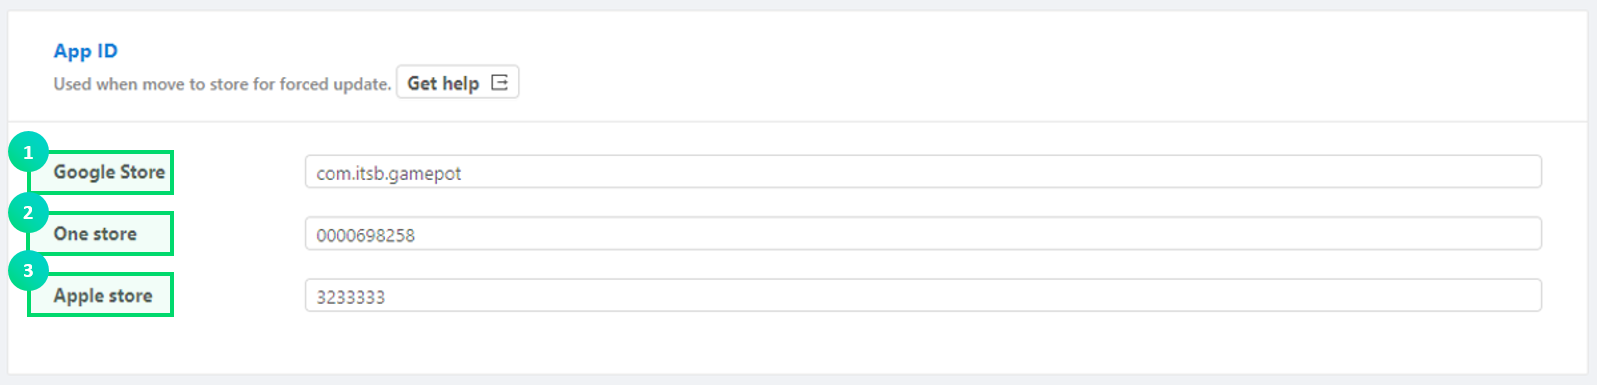 App ID
Used when move to store for forced update. Get help
1
Google Store com.itsb.gamepot
2
One store 0000698258
3
Apple store 3233333